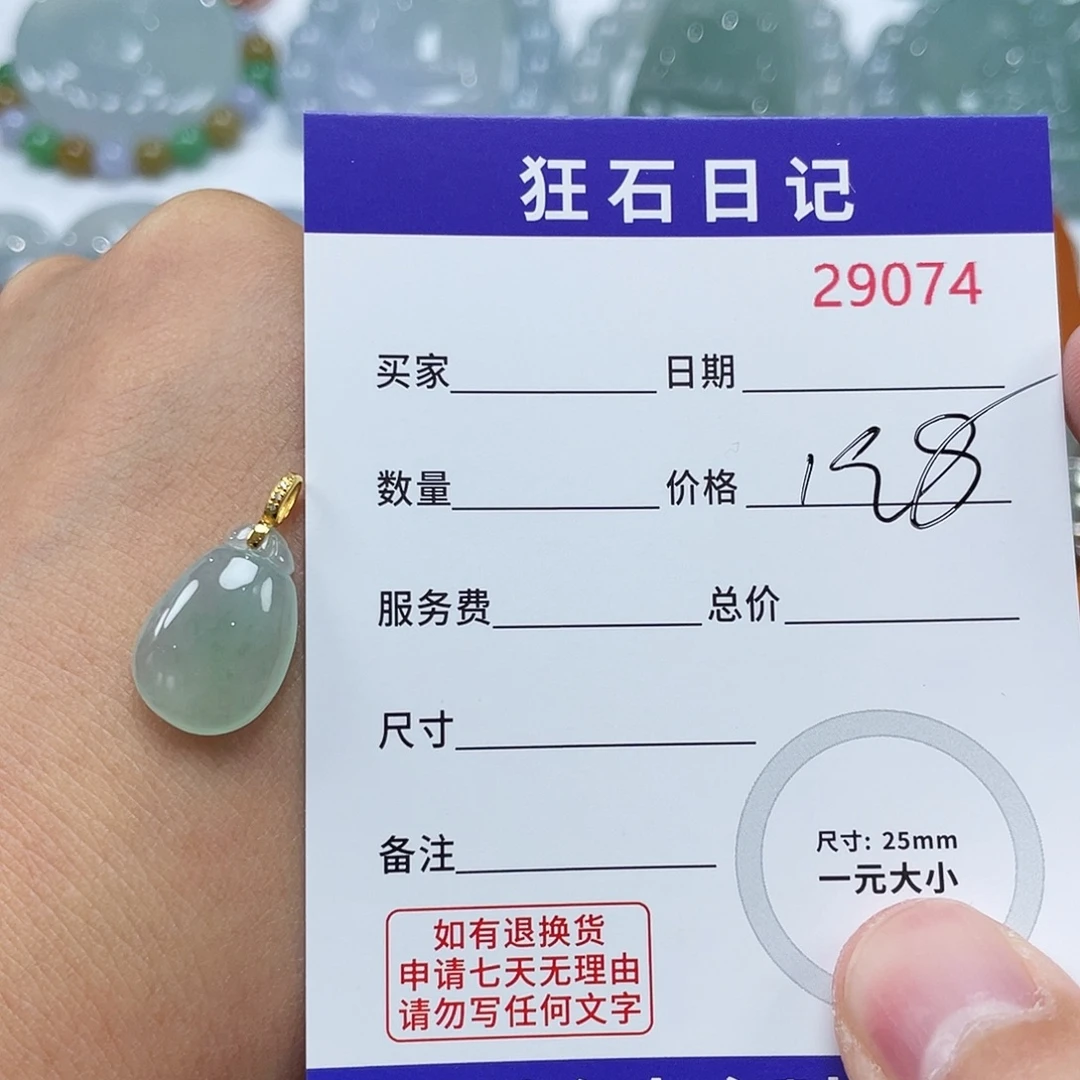 狂石日记
29074
买家 日期
数量 价格
服务费 总价
尺寸
备注
尺寸: 25mm
一元大小
如有退换货
申请七天无理由
请勿写任何文字